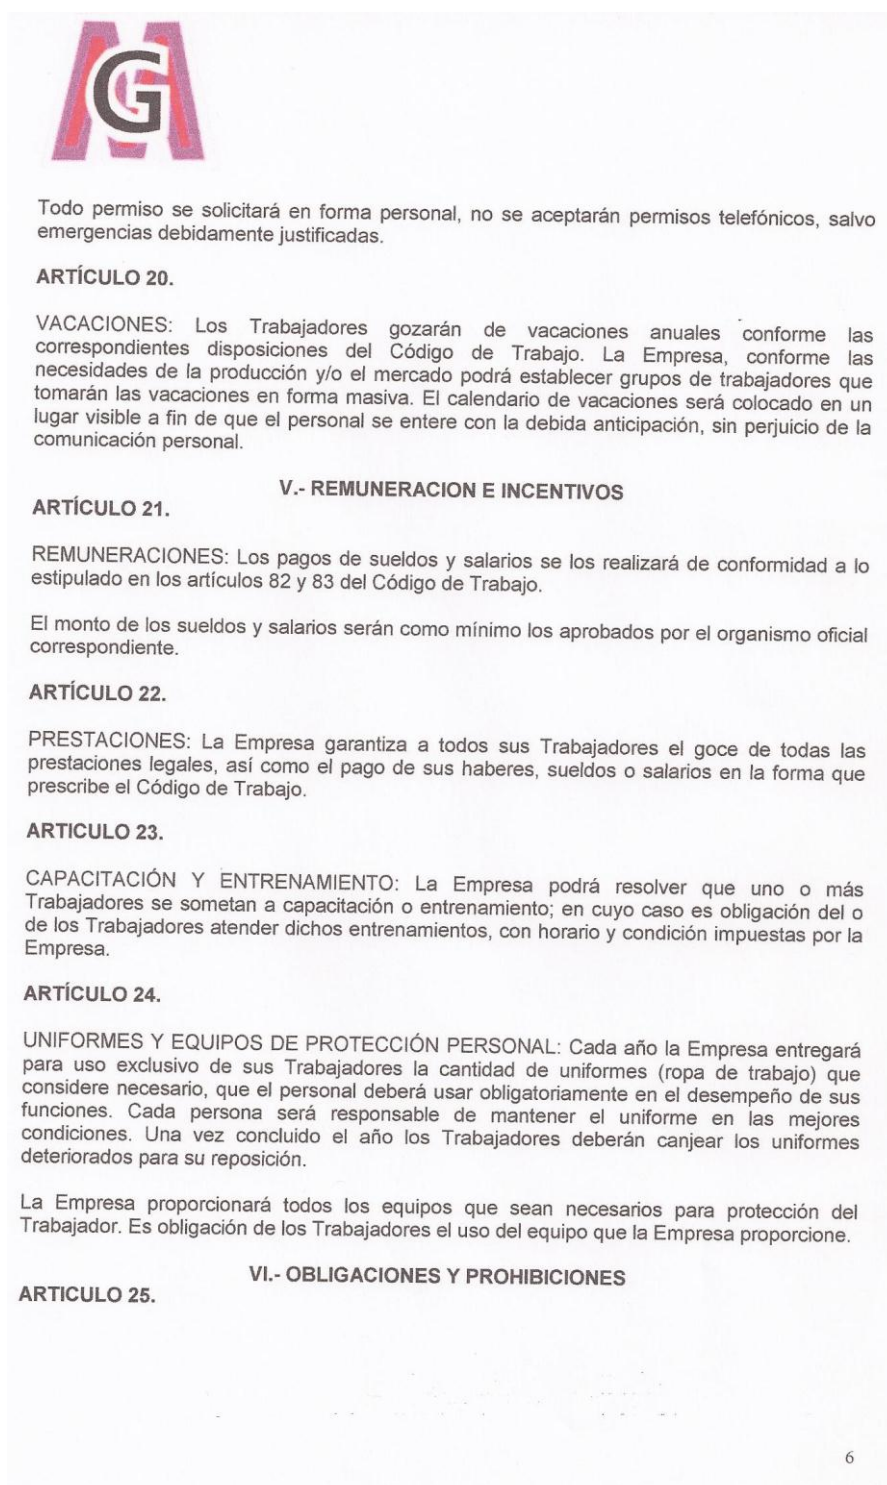 MG
Todo permiso se solicitará en forma personal, no se aceptarán permisos telefónicos, salvo
emergencias debidamente justificadas.
ARTÍCULO 20.
VACACIONES: Los Trabajadores gozarán de vacaciones anuales conforme las
correspondientes disposiciones del Código de Trabajo. La Empresa, conforme las
necesidades de la producción y/o el mercado podrá establecer grupos de trabajadores que
tomarán las vacaciones en forma masiva. El calendario de vacaciones será colocado en un
lugar visible a fin de que el personal se entere con la debida anticipación, sin perjuicio de la
comunicación personal.
V.- REMUNERACION E INCENTIVOS
ARTÍCULO 21.
REMUNERACIONES: Los pagos de sueldos y salarios se los realizará de conformidad a lo
estipulado en los artículos 82 y 83 del Código de Trabajo.
El monto de los sueldos y salarios serán como mínimo los aprobados por el organismo oficial
correspondiente.
ARTÍCULO 22.
PRESTACIONES: La Empresa garantiza a todos sus Trabajadores el goce de todas las
prestaciones legales, así como el pago de sus haberes, sueldos o salarios en la forma que
prescribe el Código de Trabajo.
ARTICULO 23.
CAPACITACIÓN Y ENTRENAMIENTO: La Empresa podrá resolver que uno o más
Trabajadores se sometan a capacitación o entrenamiento; en cuyo caso es obligación del o
de los Trabajadores atender dichos entrenamientos, con horario y condición impuestas por la
Empresa.
ARTÍCULO 24.
UNIFORMES Y EQUIPOS DE PROTECCIÓN PERSONAL: Cada año la Empresa entregará
para uso exclusivo de sus Trabajadores la cantidad de uniformes (ropa de trabajo) que
considere necesario, que el personal deberá usar obligatoriamente en el desempeño de sus
funciones. Cada persona será responsable de mantener el uniforme en las mejores
condiciones. Una vez concluido el año los Trabajadores deberán canjear los uniformes
deteriorados para su reposición.
La Empresa proporcionará todos los equipos que sean necesarios para protección del
Trabajador. Es obligación de los Trabajadores el uso del equipo que la Empresa proporcione.
VI.- OBLIGACIONES Y PROHIBICIONES
ARTICULO 25.
6